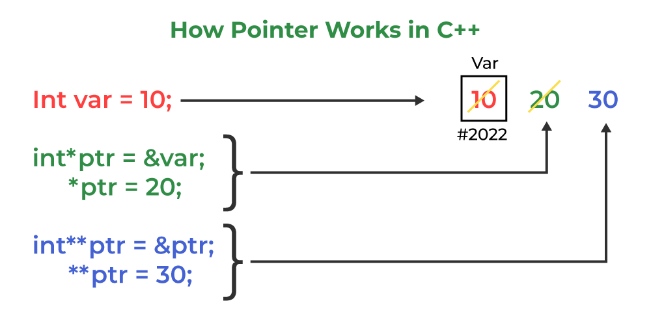 How Pointer Works in C++
Var
Int var = 10;
10 20 30
#2022
int*ptr = &var;
*ptr = 20;
int**ptr = &ptr;
**ptr = 30;